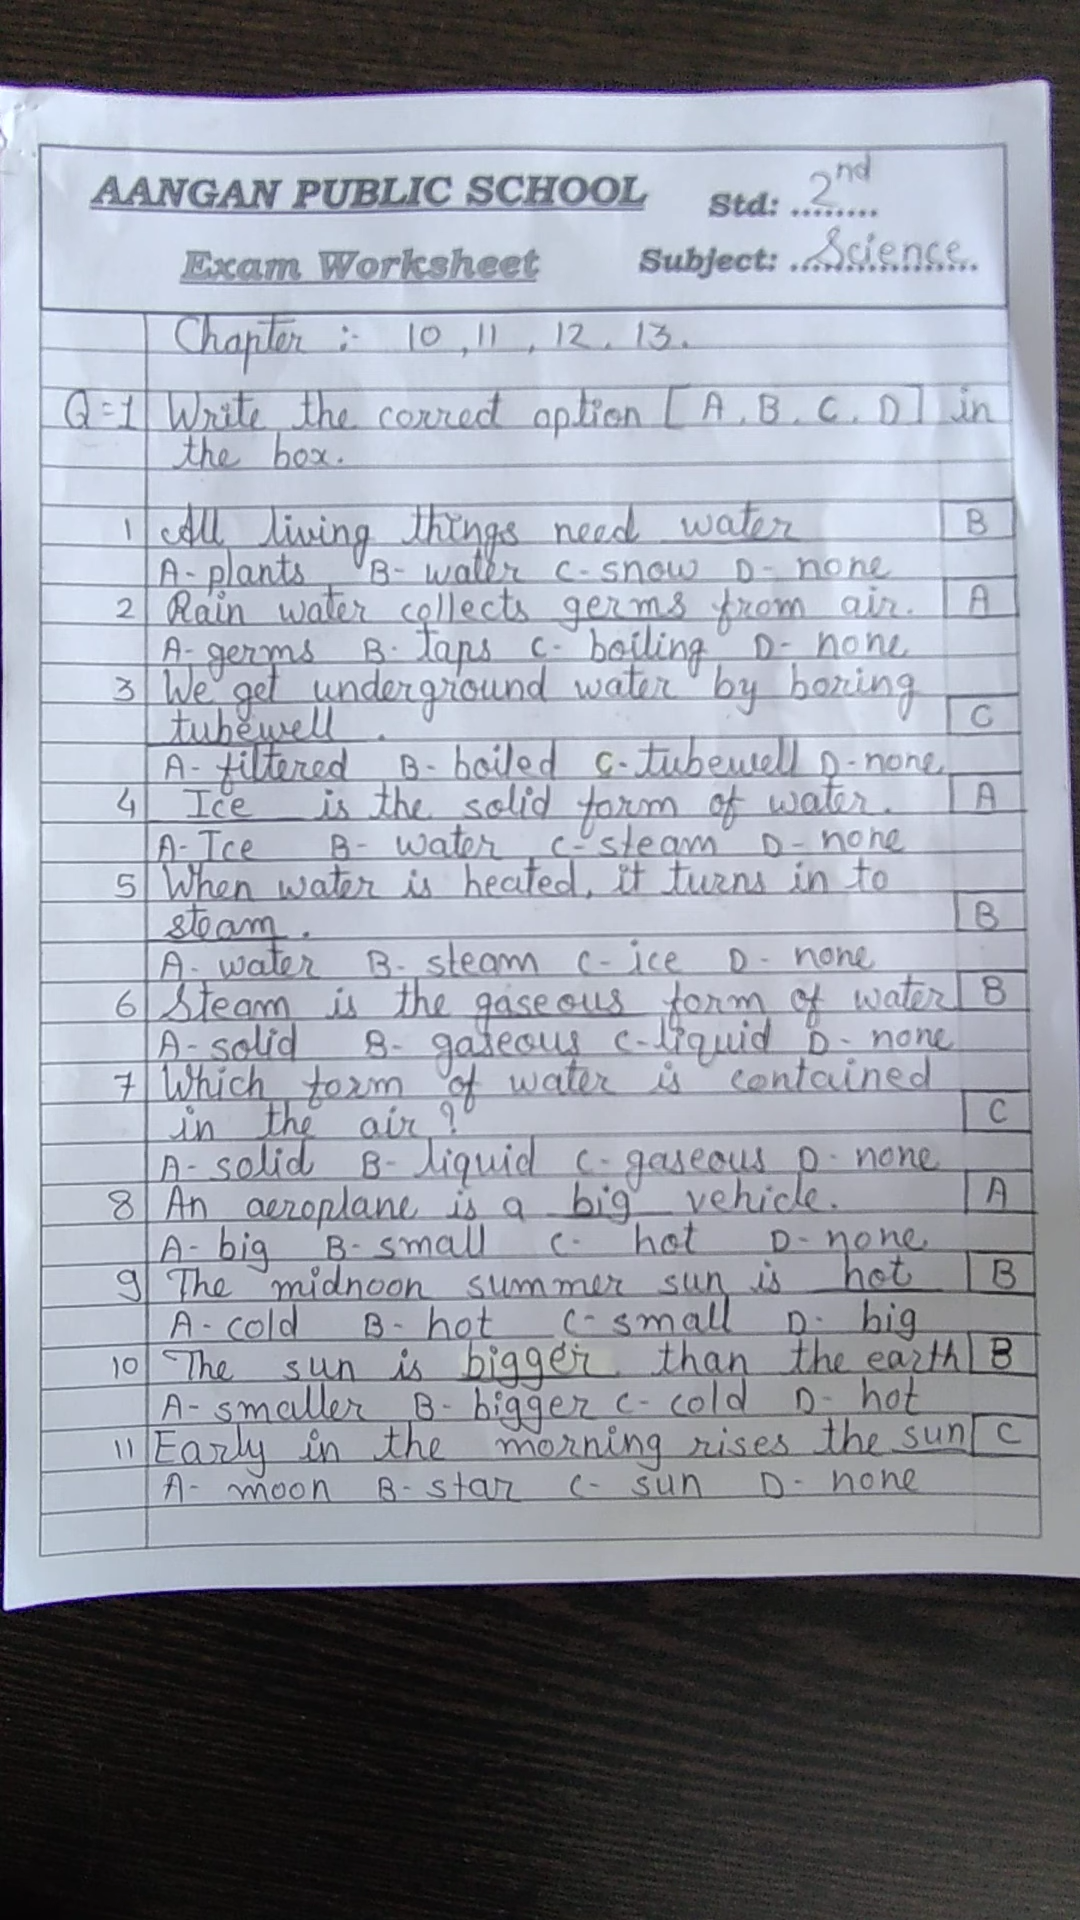 AANGAN PUBLIC SCHOOL Std: 2nd
Exam Worksheet Subject: Science
Chapter :- 10, 11, 12, 13.
Q=1 Write the correct option [A, B, C, D] in
the box.
1 All living things need water B
A- plants B- water C- snow D- none
2 Rain water collects germs from air. A
A- germs B- taps C- boiling D- none
3 We get underground water by boring
tubewell. C
A- filtered B- boiled C- tubewell D- none
4 Ice is the solid form of water. A
A- Ice B- water C- steam D- none
5 When water is heated, it turns in to
steam. B
A- water B- steam C- ice D- none
6 Steam is the gaseous form of water B
A- solid B- gaseous C- liquid D- none
7 Which form of water is contained
in the air? C
A- solid B- liquid C- gaseous D- none
8 An aeroplane is a big vehicle. A
A- big B- small C- hot D- none
9 The midnoon summer sun is hot B
A- cold B- hot C- small D- big
10 The sun is bigger than the earth B
A- smaller B- bigger C- cold D- hot
11 Early in the morning rises the sun C
A- moon B- star C- sun D- none